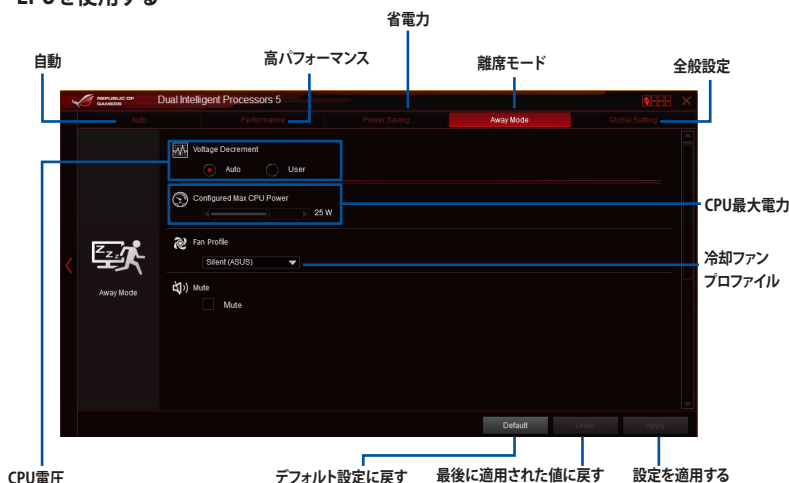 EPUを使用する
省電力
自動
高パフォーマンス
離席モード
全般設定
REPUBLIC OF
GAMERS
Dual Intelligent Processors 5
Auto
Performance
Power Saving
Away Mode
Global Setting
Voltage Decrement
Auto
User
Configured Max CPU Power
25 W
CPU最大電力
Fan Profile
Silent (ASUS)
冷却ファン
プロファイル
Away Mode
Mute
Mute
Default
Undo
Apply
CPU電圧
デフォルト設定に戻す
最後に適用された値に戻す
設定を適用する